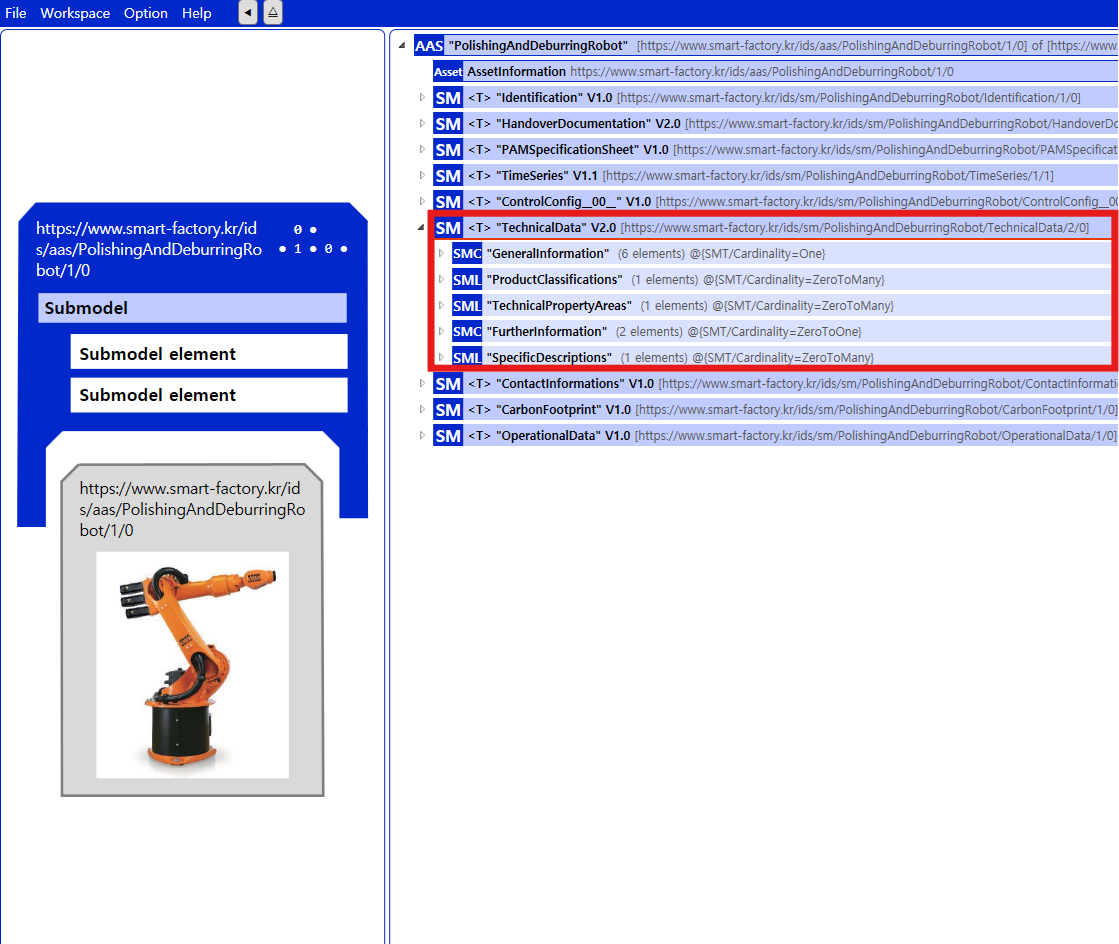 File Workspace Option Help
https://www.smart-factory.kr/id
s/aas/PolishingAndDeburringRo
bot/1/0
0 ●
● 1 ● 0 ●
Submodel
Submodel element
Submodel element
https://www.smart-factory.kr/id
s/aas/PolishingAndDeburringRo
bot/1/0
AAS "PolishingAndDeburringRobot" [https://www.smart-factory.kr/ids/aas/PolishingAndDeburringRobot/1/0] of [https://www.
Asset AssetInformation https://www.smart-factory.kr/ids/aas/PolishingAndDeburringRobot/1/0
SM <T> "Identification" V1.0 [https://www.smart-factory.kr/ids/sm/PolishingAndDeburringRobot/Identification/1/0]
SM <T> "HandoverDocumentation" V2.0 [https://www.smart-factory.kr/ids/sm/PolishingAndDeburringRobot/HandoverDo
SM <T> "PAMSpecificationSheet" V1.0 [https://www.smart-factory.kr/ids/sm/PolishingAndDeburringRobot/PAMSpecificat
SM <T> "TimeSeries" V1.1 [https://www.smart-factory.kr/ids/sm/PolishingAndDeburringRobot/TimeSeries/1/1]
SM <T> "ControlConfig__00__" V1.0 [https://www.smart-factory.kr/ids/sm/PolishingAndDeburringRobot/ControlConfig__00
SM <T> "TechnicalData" V2.0 [https://www.smart-factory.kr/ids/sm/PolishingAndDeburringRobot/TechnicalData/2/0]
SMC "GeneralInformation" (6 elements) @{SMT/Cardinality=One}
SML "ProductClassifications" (1 elements) @{SMT/Cardinality=ZeroToMany}
SML "TechnicalPropertyAreas" (1 elements) @{SMT/Cardinality=ZeroToMany}
SMC "FurtherInformation" (2 elements) @{SMT/Cardinality=ZeroToOne}
SML "SpecificDescriptions" (1 elements) @{SMT/Cardinality=ZeroToMany}
SM <T> "ContactInformations" V1.0 [https://www.smart-factory.kr/ids/sm/PolishingAndDeburringRobot/ContactInformati
SM <T> "CarbonFootprint" V1.0 [https://www.smart-factory.kr/ids/sm/PolishingAndDeburringRobot/CarbonFootprint/1/0]
SM <T> "OperationalData" V1.0 [https://www.smart-factory.kr/ids/sm/PolishingAndDeburringRobot/OperationalData/1/0]